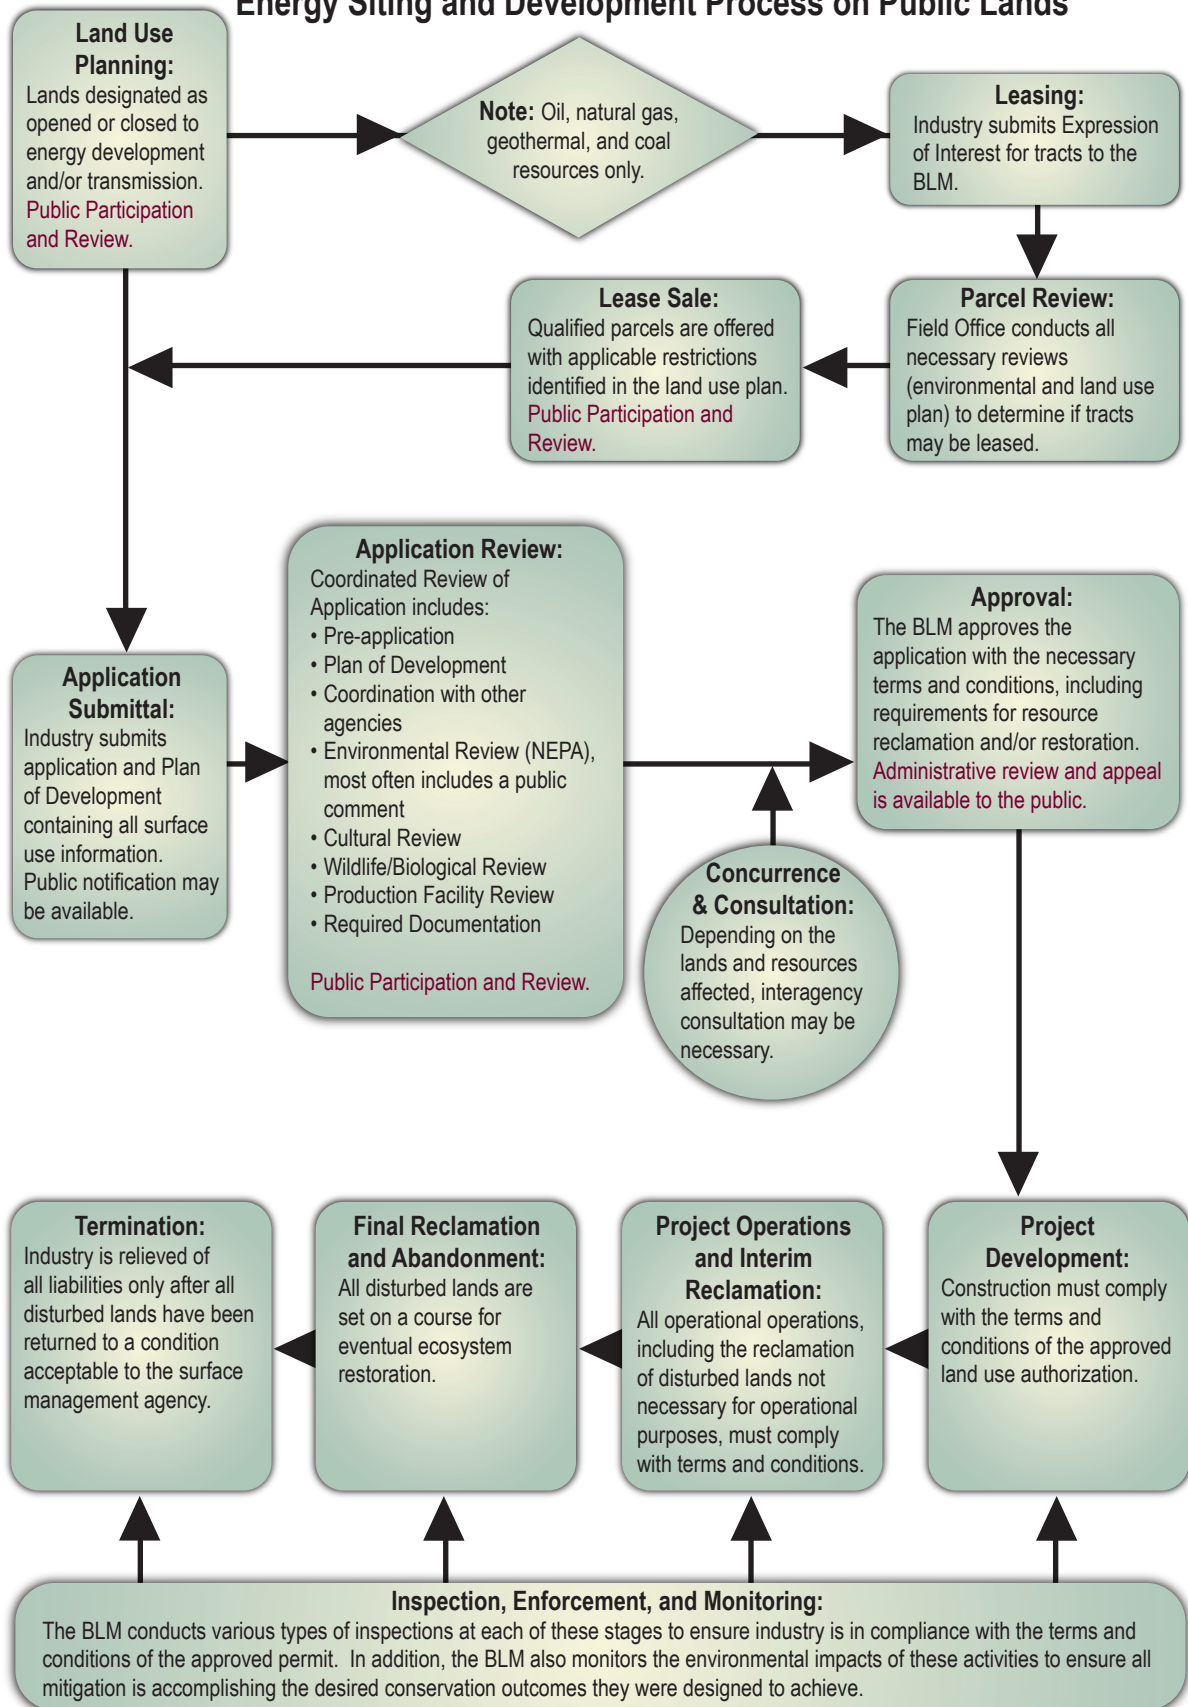 Energy Siting and Development Process on Public Lands
Land Use
Planning:
Lands designated as
opened or closed to
energy development
and/or transmission.
Public Participation
and Review.
Note: Oil, natural gas,
geothermal, and coal
resources only.
Leasing:
Industry submits Expression
of Interest for tracts to the
BLM.
Parcel Review:
Field Office conducts all
necessary reviews
(environmental and land use
plan) to determine if tracts
may be leased.
Lease Sale:
Qualified parcels are offered
with applicable restrictions
identified in the land use plan.
Public Participation and
Review.
Application
Submittal:
Industry submits
application and Plan
of Development
containing all surface
use information.
Public notification may
be available.
Application Review:
Coordinated Review of
Application includes:
• Pre-application
• Plan of Development
• Coordination with other
agencies
• Environmental Review (NEPA),
most often includes a public
comment
• Cultural Review
• Wildlife/Biological Review
• Production Facility Review
• Required Documentation
Public Participation and Review.
Concurrence
& Consultation:
Depending on the
lands and resources
affected, interagency
consultation may be
necessary.
Approval:
The BLM approves the
application with the necessary
terms and conditions, including
requirements for resource
reclamation and/or restoration.
Administrative review and appeal
is available to the public.
Project
Development:
Construction must comply
with the terms and
conditions of the approved
land use authorization.
Project Operations
and Interim
Reclamation:
All operational operations,
including the reclamation
of disturbed lands not
necessary for operational
purposes, must comply
with terms and conditions.
Final Reclamation
and Abandonment:
All disturbed lands are
set on a course for
eventual ecosystem
restoration.
Termination:
Industry is relieved of
all liabilities only after all
disturbed lands have been
returned to a condition
acceptable to the surface
management agency.
Inspection, Enforcement, and Monitoring:
The BLM conducts various types of inspections at each of these stages to ensure industry is in compliance with the terms and
conditions of the approved permit. In addition, the BLM also monitors the environmental impacts of these activities to ensure all
mitigation is accomplishing the desired conservation outcomes they were designed to achieve.